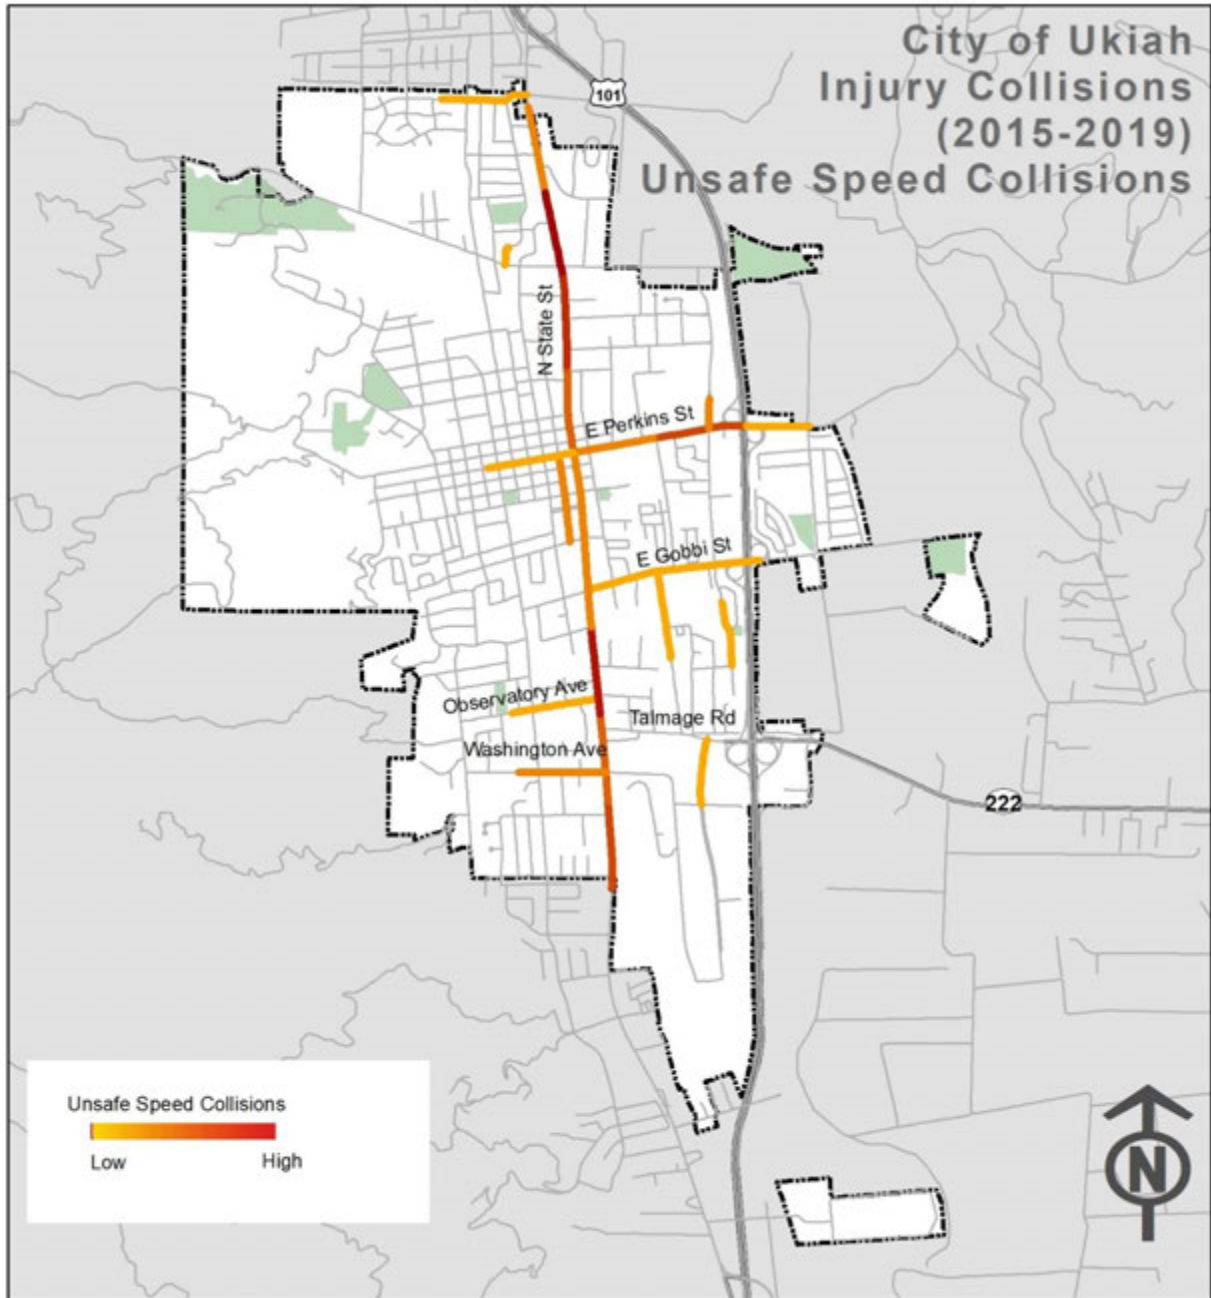 City of Ukiah
Injury Collisions
(2015-2019)
Unsafe Speed Collisions
101
N State St
E Perkins St
E Gobbi St
Observatory Ave
Talmage Rd
Washington Ave
222
Unsafe Speed Collisions
Low High
N